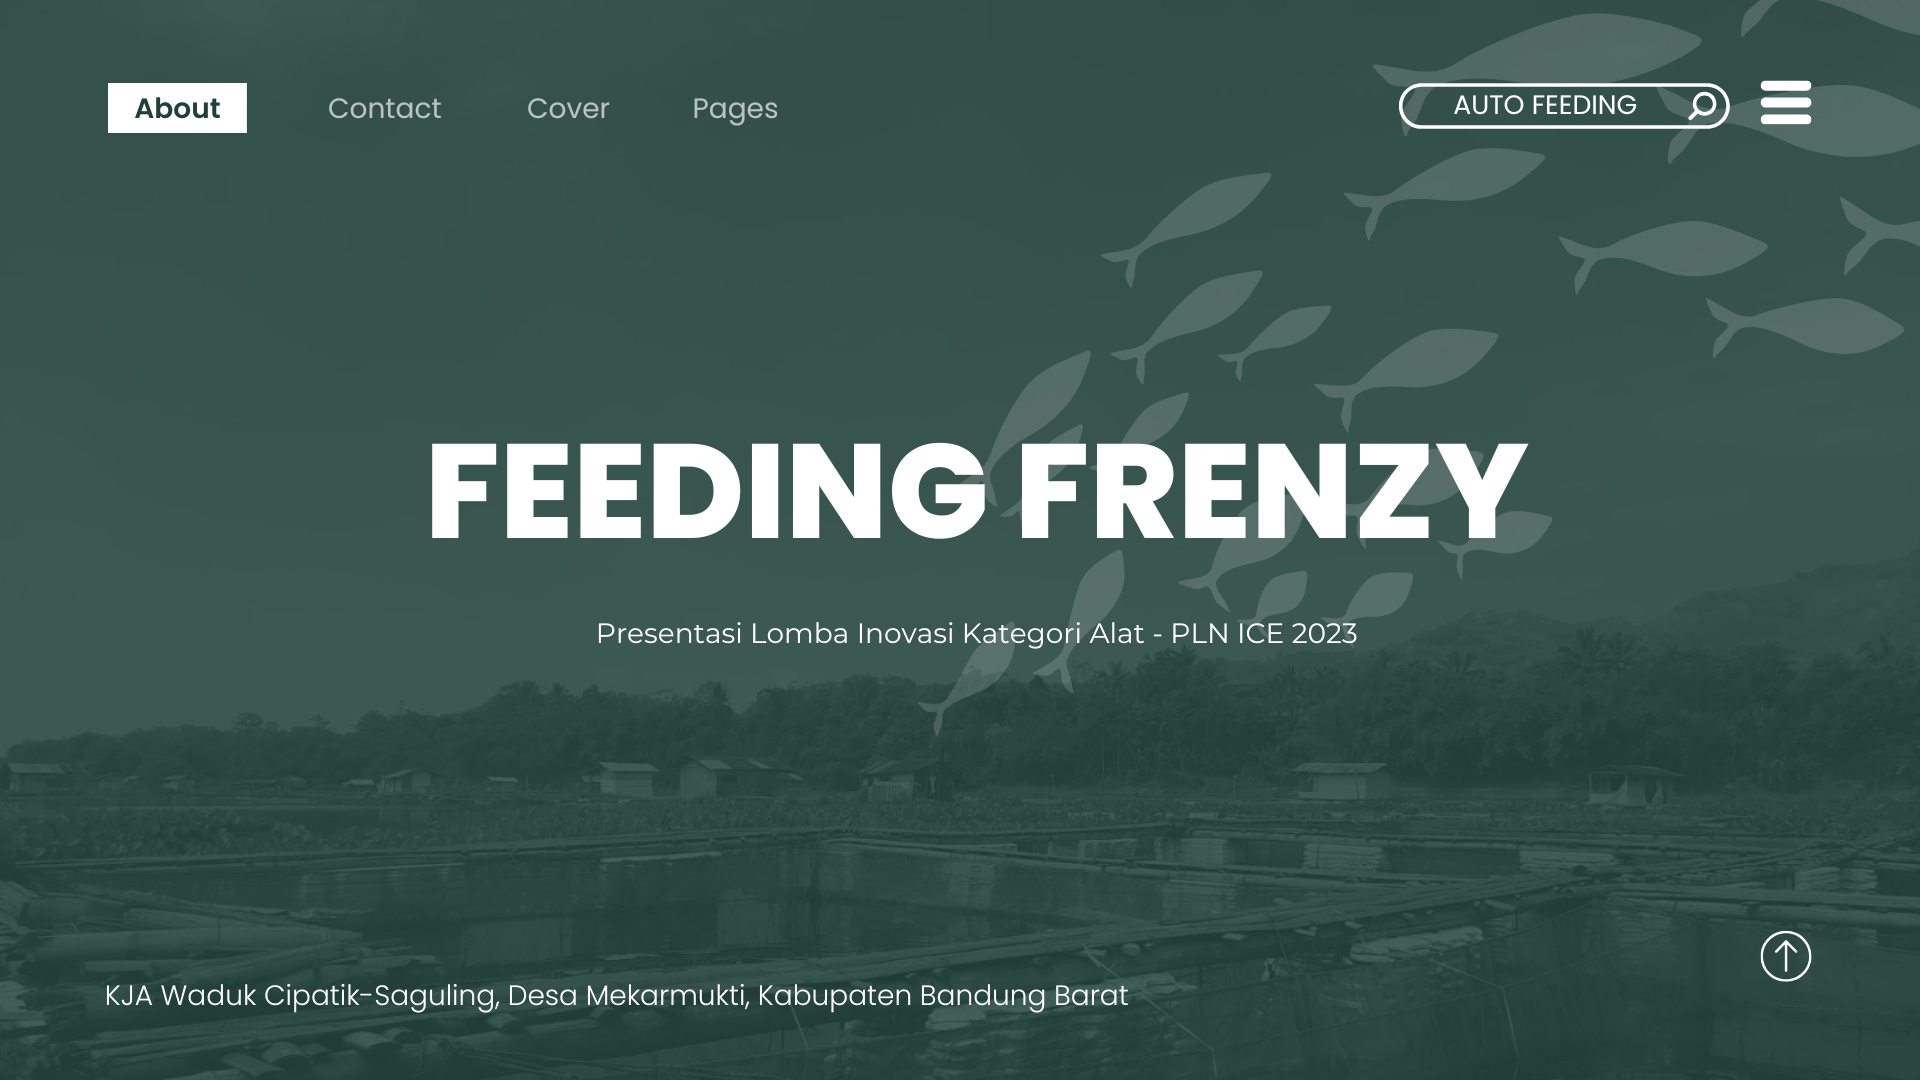 About
Contact
Cover
Pages
AUTO FEEDING
FEEDING FRENZY
Presentasi Lomba Inovasi Kategori Alat - PLN ICE 2023
KJA Waduk Cipatik-Saguling, Desa Mekarmukti, Kabupaten Bandung Barat